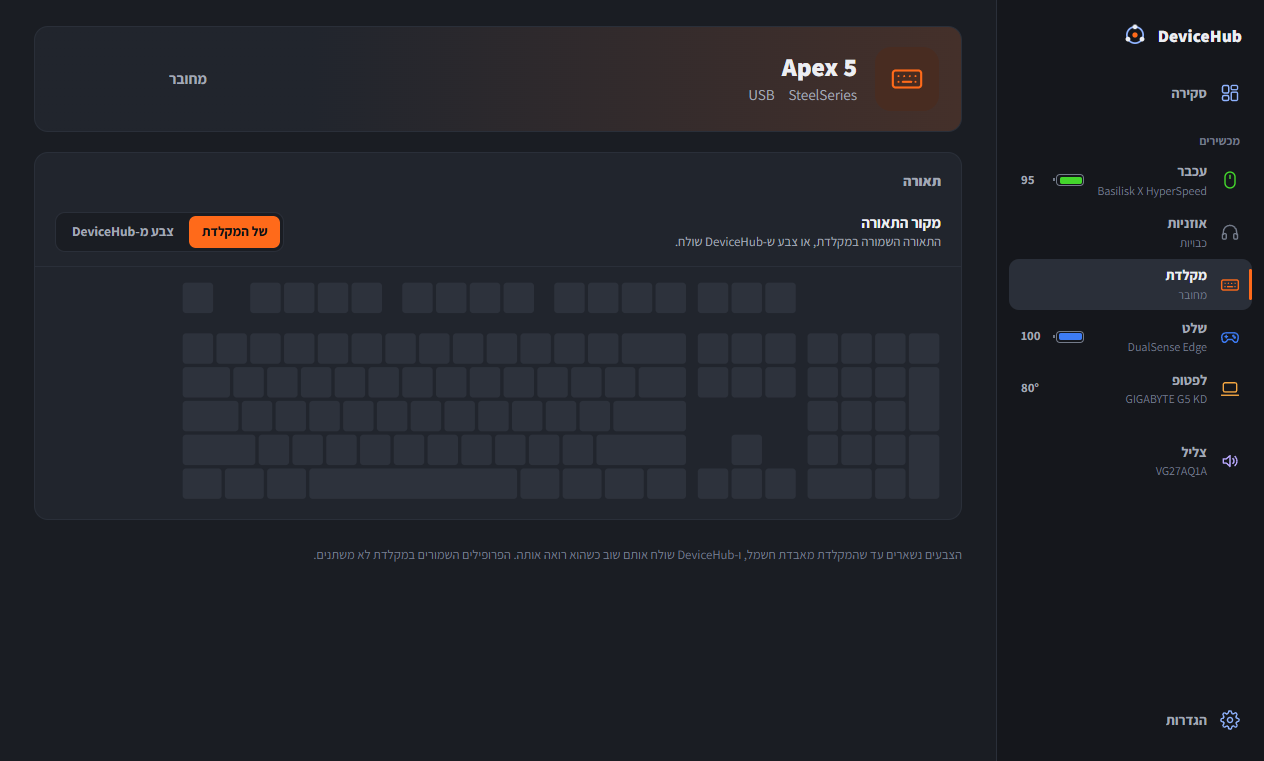 DeviceHub
סקירה
מכשירים
עכבר
Basilisk X HyperSpeed
95
אוזניות
כבויות
מקלדת
מחובר
שלט
DualSense Edge
100
לפטופ
GIGABYTE G5 KD
80°
צליל
VG27AQ1A
הגדרות
Apex 5
SteelSeries USB
מחובר
תאורה
מקור התאורה
התאורה השמורה במקלדת, או צבע ש-DeviceHub שולח.
של המקלדת
צבע מ-DeviceHub
הצבעים נשארים עד שהמקלדת מאבדת חשמל, ו-DeviceHub שולח אותם שוב כשהוא רואה אותה. הפרופילים השמורים במקלדת לא משתנים.